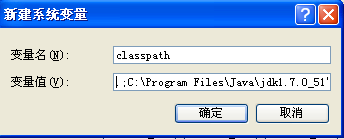 新建系统变量
变量名(N):
classpath
变量值(V):
.;C:\Program Files\Java\jdk1.7.0_51\
确定
取消